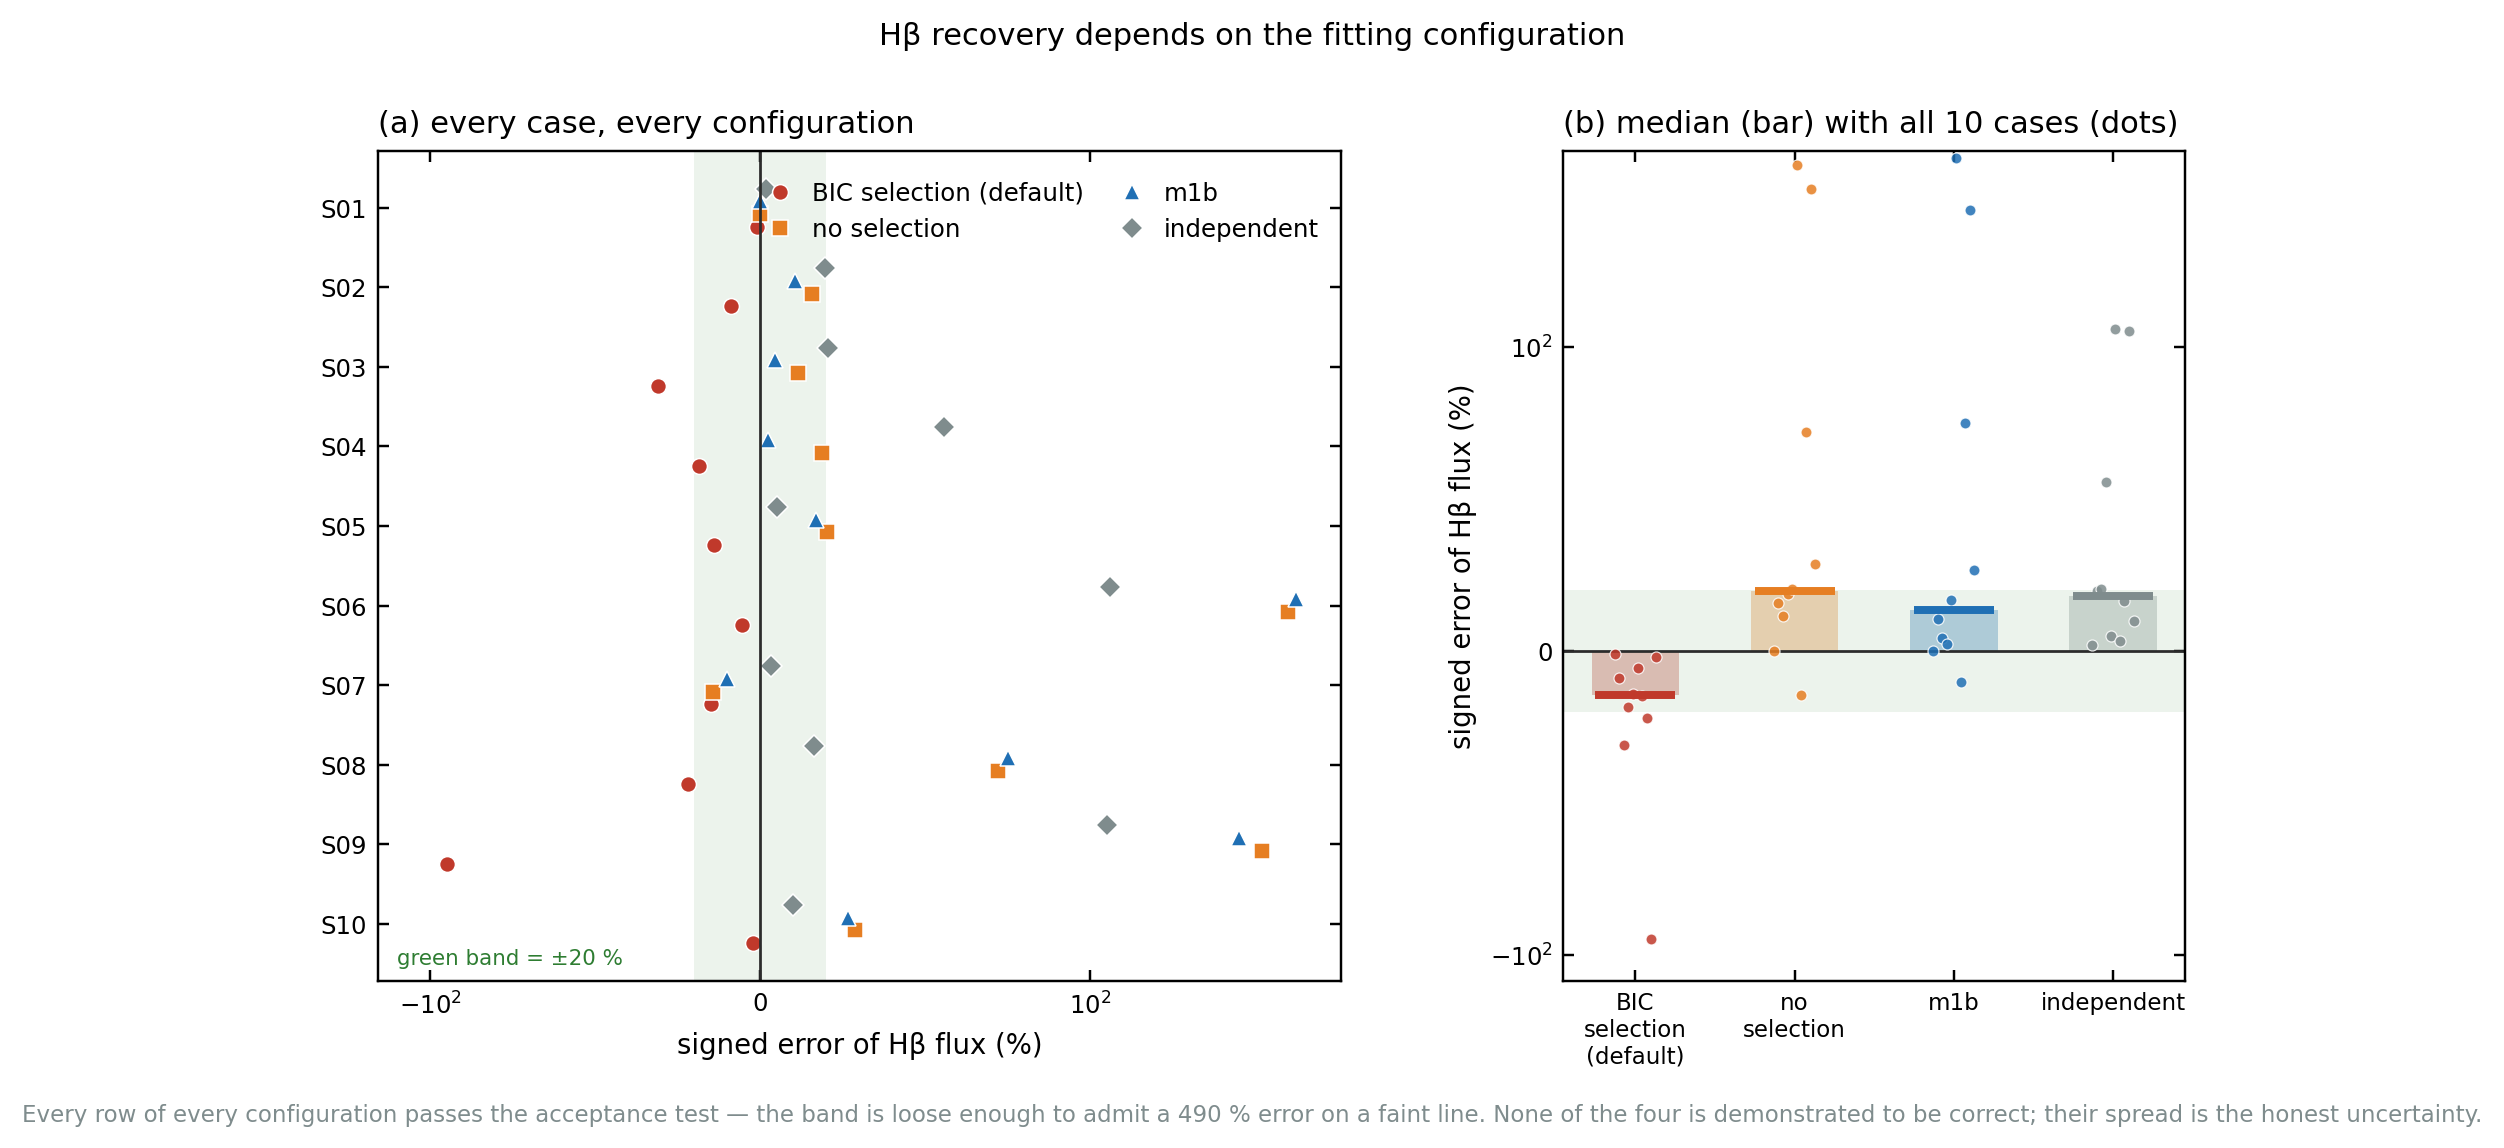 Hβ recovery depends on the fitting configuration
(a) every case, every configuration
BIC selection (default)
no selection
m1b
independent
S01
S02
S03
S04
S05
S06
S07
S08
S09
S10
green band = ±20 %
−10²
0
10²
signed error of Hβ flux (%)
(b) median (bar) with all 10 cases (dots)
signed error of Hβ flux (%)
10²
0
−10²
BIC
selection
(default)
no
selection
m1b
independent
Every row of every configuration passes the acceptance test — the band is loose enough to admit a 490 % error on a faint line. None of the four is demonstrated to be correct; their spread is the honest uncertainty.